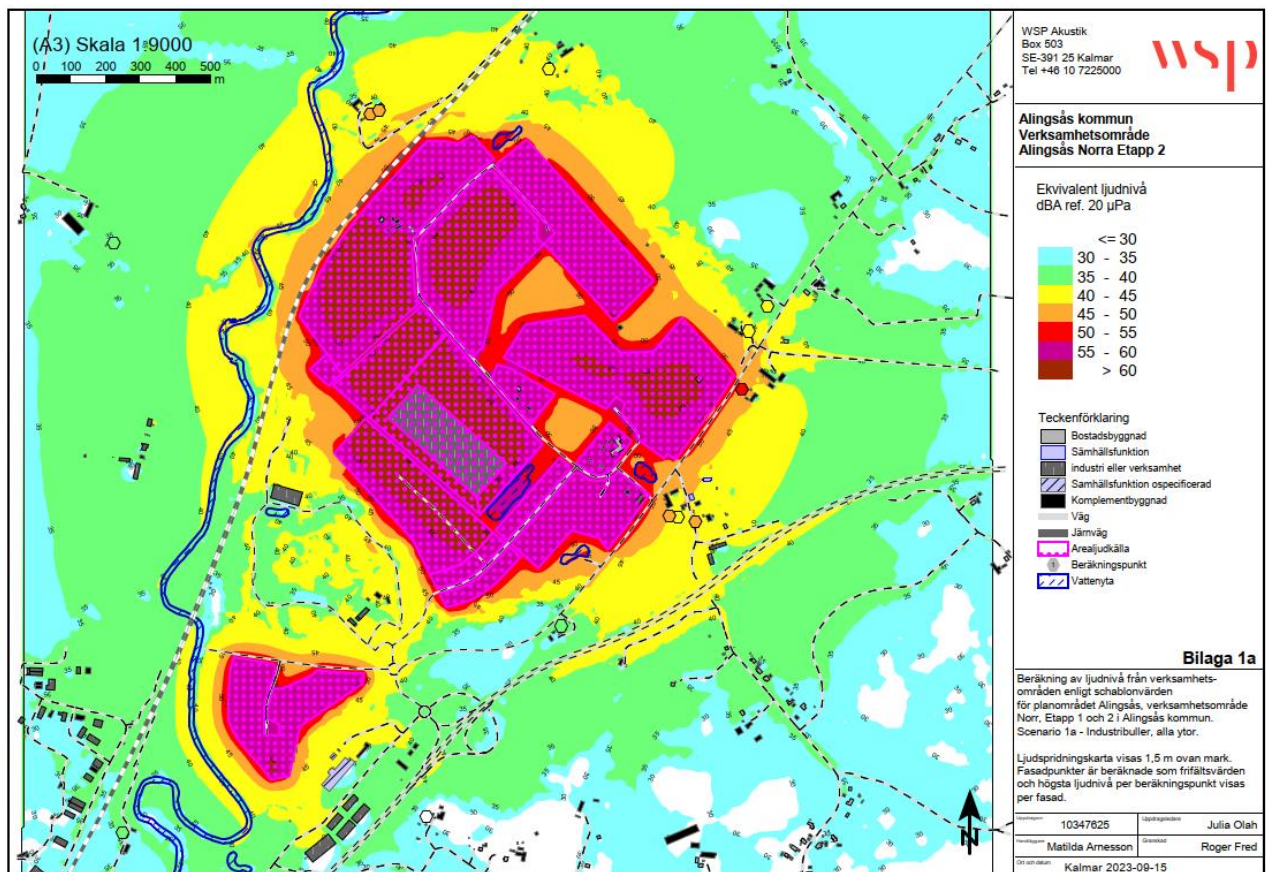 (A3) Skala 1:9000
0 100 200 300 400 500
m
WSP Akustik
Box 503
SE-391 25 Kalmar
Tel +46 10 7225000
wsp
Alingsås kommun
Verksamhetsområde
Alingsås Norra Etapp 2
Ekvivalent ljudnivå
dBA ref. 20 µPa
<= 30
30 - 35
35 - 40
40 - 45
45 - 50
50 - 55
55 - 60
> 60
Teckenförklaring
Bostadsbyggnad
Sämhällsfunktion
industri eller verksamhet
Samhällsfunktion ospecificerad
Komplementbyggnad
Väg
Järnväg
Arealjudkälla
1 Beräkningspunkt
Vattenyta
Bilaga 1a
Beräkning av ljudnivå från verksamhets-
områden enligt schablonvärden
för planområdet Alingsås, verksamhetsområde
Norr, Etapp 1 och 2 i Alingsås kommun.
Scenario 1a - Industribuller, alla ytor.
Ljudspridningskarta visas 1,5 m ovan mark.
Fasadpunkter är beräknade som frifältsvärden
och högsta ljudnivå per beräkningspunkt visas
per fasad.
10347625
Julia Olah
Matilda Arnesson
Roger Fred
Ort och datum
Kalmar 2023-09-15
N